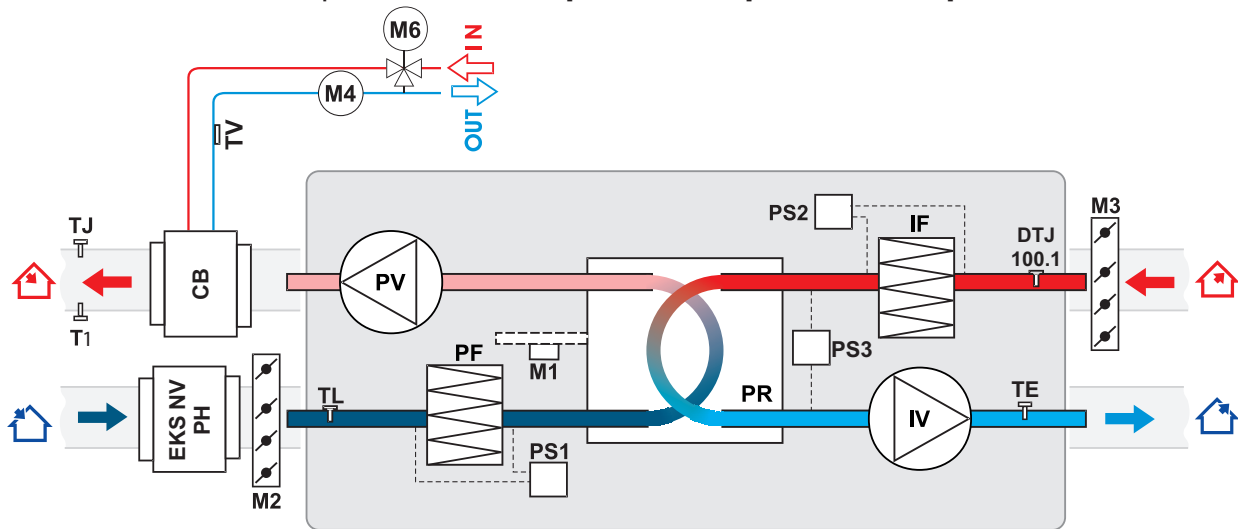 M6
IN
M4
OUT
TV
TJ
PS2
IF
M3
DTJ
100.1
CB
PV
T1
PS3
PF
M1
EKS NV
PH
TL
PR
TE
IV
PS1
M2